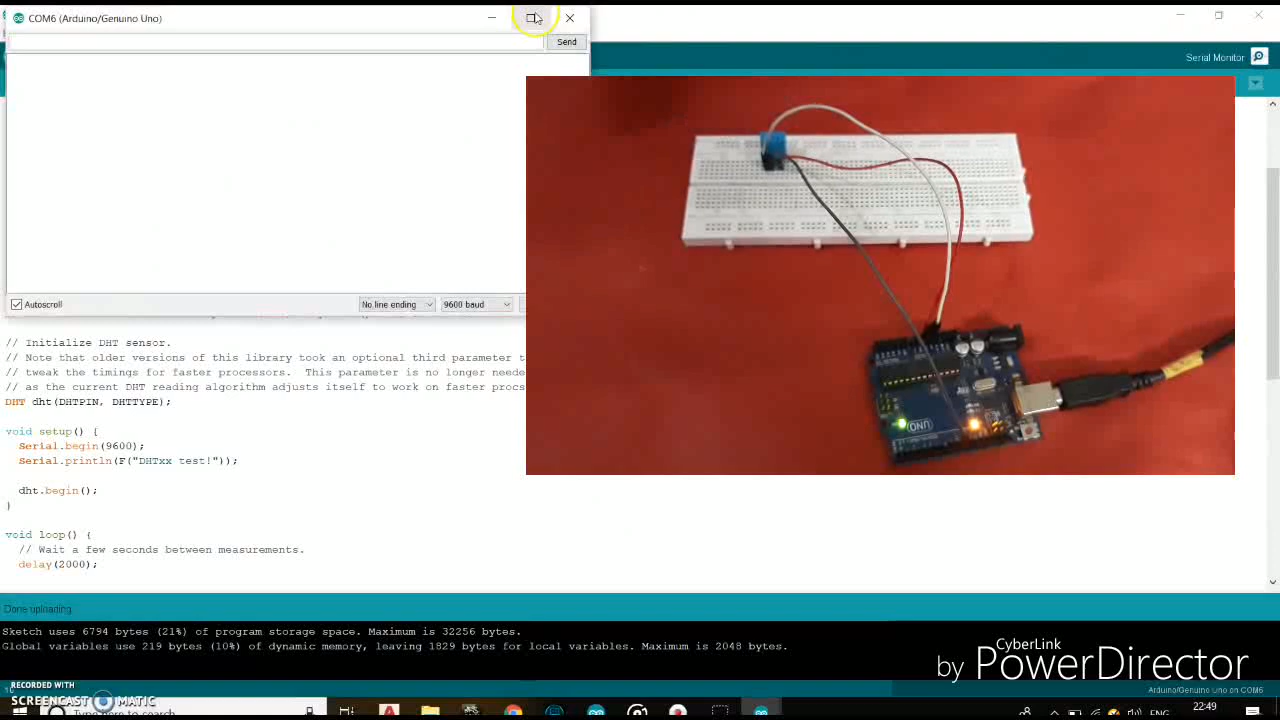 COM6 (Arduino/Genuino Uno)
Send
Serial Monitor
Autoscroll
No line ending
9600 baud
// Initialize DHT sensor.
// Note that older versions of this library took an optional third parameter t
// tweak the timings for faster processors. This parameter is no longer neede
// as the current DHT reading algorithm adjusts itself to work on faster procs
DHT dht(DHTPIN, DHTTYPE);
void setup() {
Serial.begin(9600);
Serial.println(F("DHTxx test!"));
dht.begin();
}
void loop() {
// Wait a few seconds between measurements.
delay(2000);
UNO
Done uploading.
Sketch uses 6794 bytes (21%) of program storage space. Maximum is 32256 bytes.
Global variables use 219 bytes (10%) of dynamic memory, leaving 1829 bytes for local variables. Maximum is 2048 bytes.
CyberLink
by PowerDirector
RECORDED WITH
SCREENCAST MATIC
Arduino/Genuino Uno on COM6
Type here to search
ENG
22:49